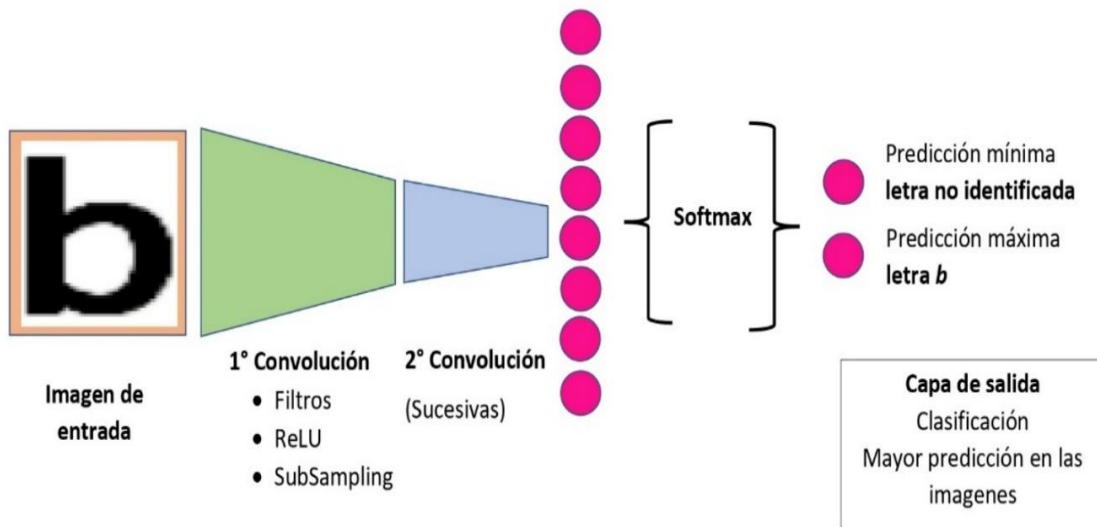 b
Imagen de
entrada
1° Convolución
• Filtros
• ReLU
• SubSampling
2° Convolución
(Sucesivas)
Softmax
Predicción mínima
letra no identificada
Predicción máxima
letra b
Capa de salida
Clasificación
Mayor predicción en las
imagenes